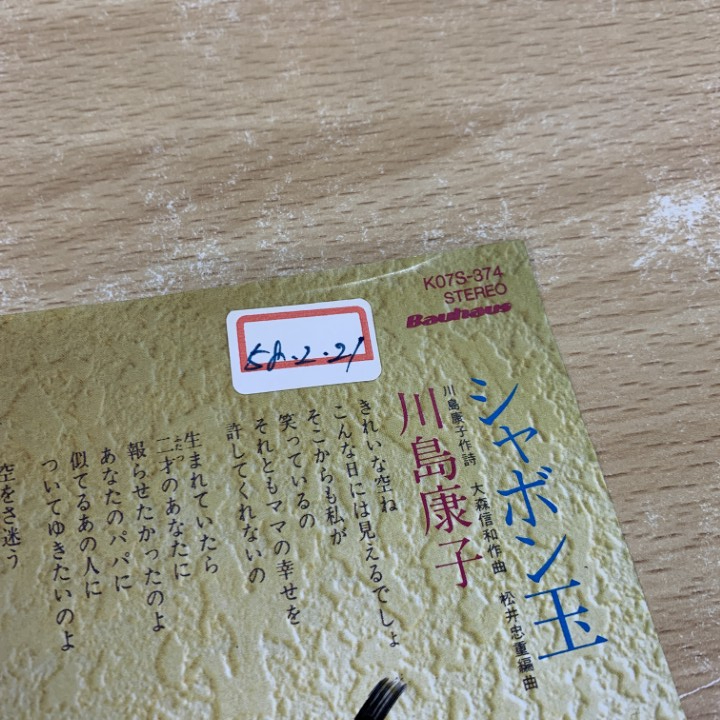 K07S-374
STEREO
Bauhaus
58.2.21
シャボン玉
川島康子作詩 大森信和作曲 松井忠重編曲
川島康子
きれいな空ね
こんな日には見えるでしょ
そこからも私が
笑っているの
それともママの幸せを
許してくれないの
生まれていたら
二才のあなたに
ふたつ
報らせたかったのよ
あなたのパパに
似てるあの人に
ついてゆきたいのよ
空をさ迷う